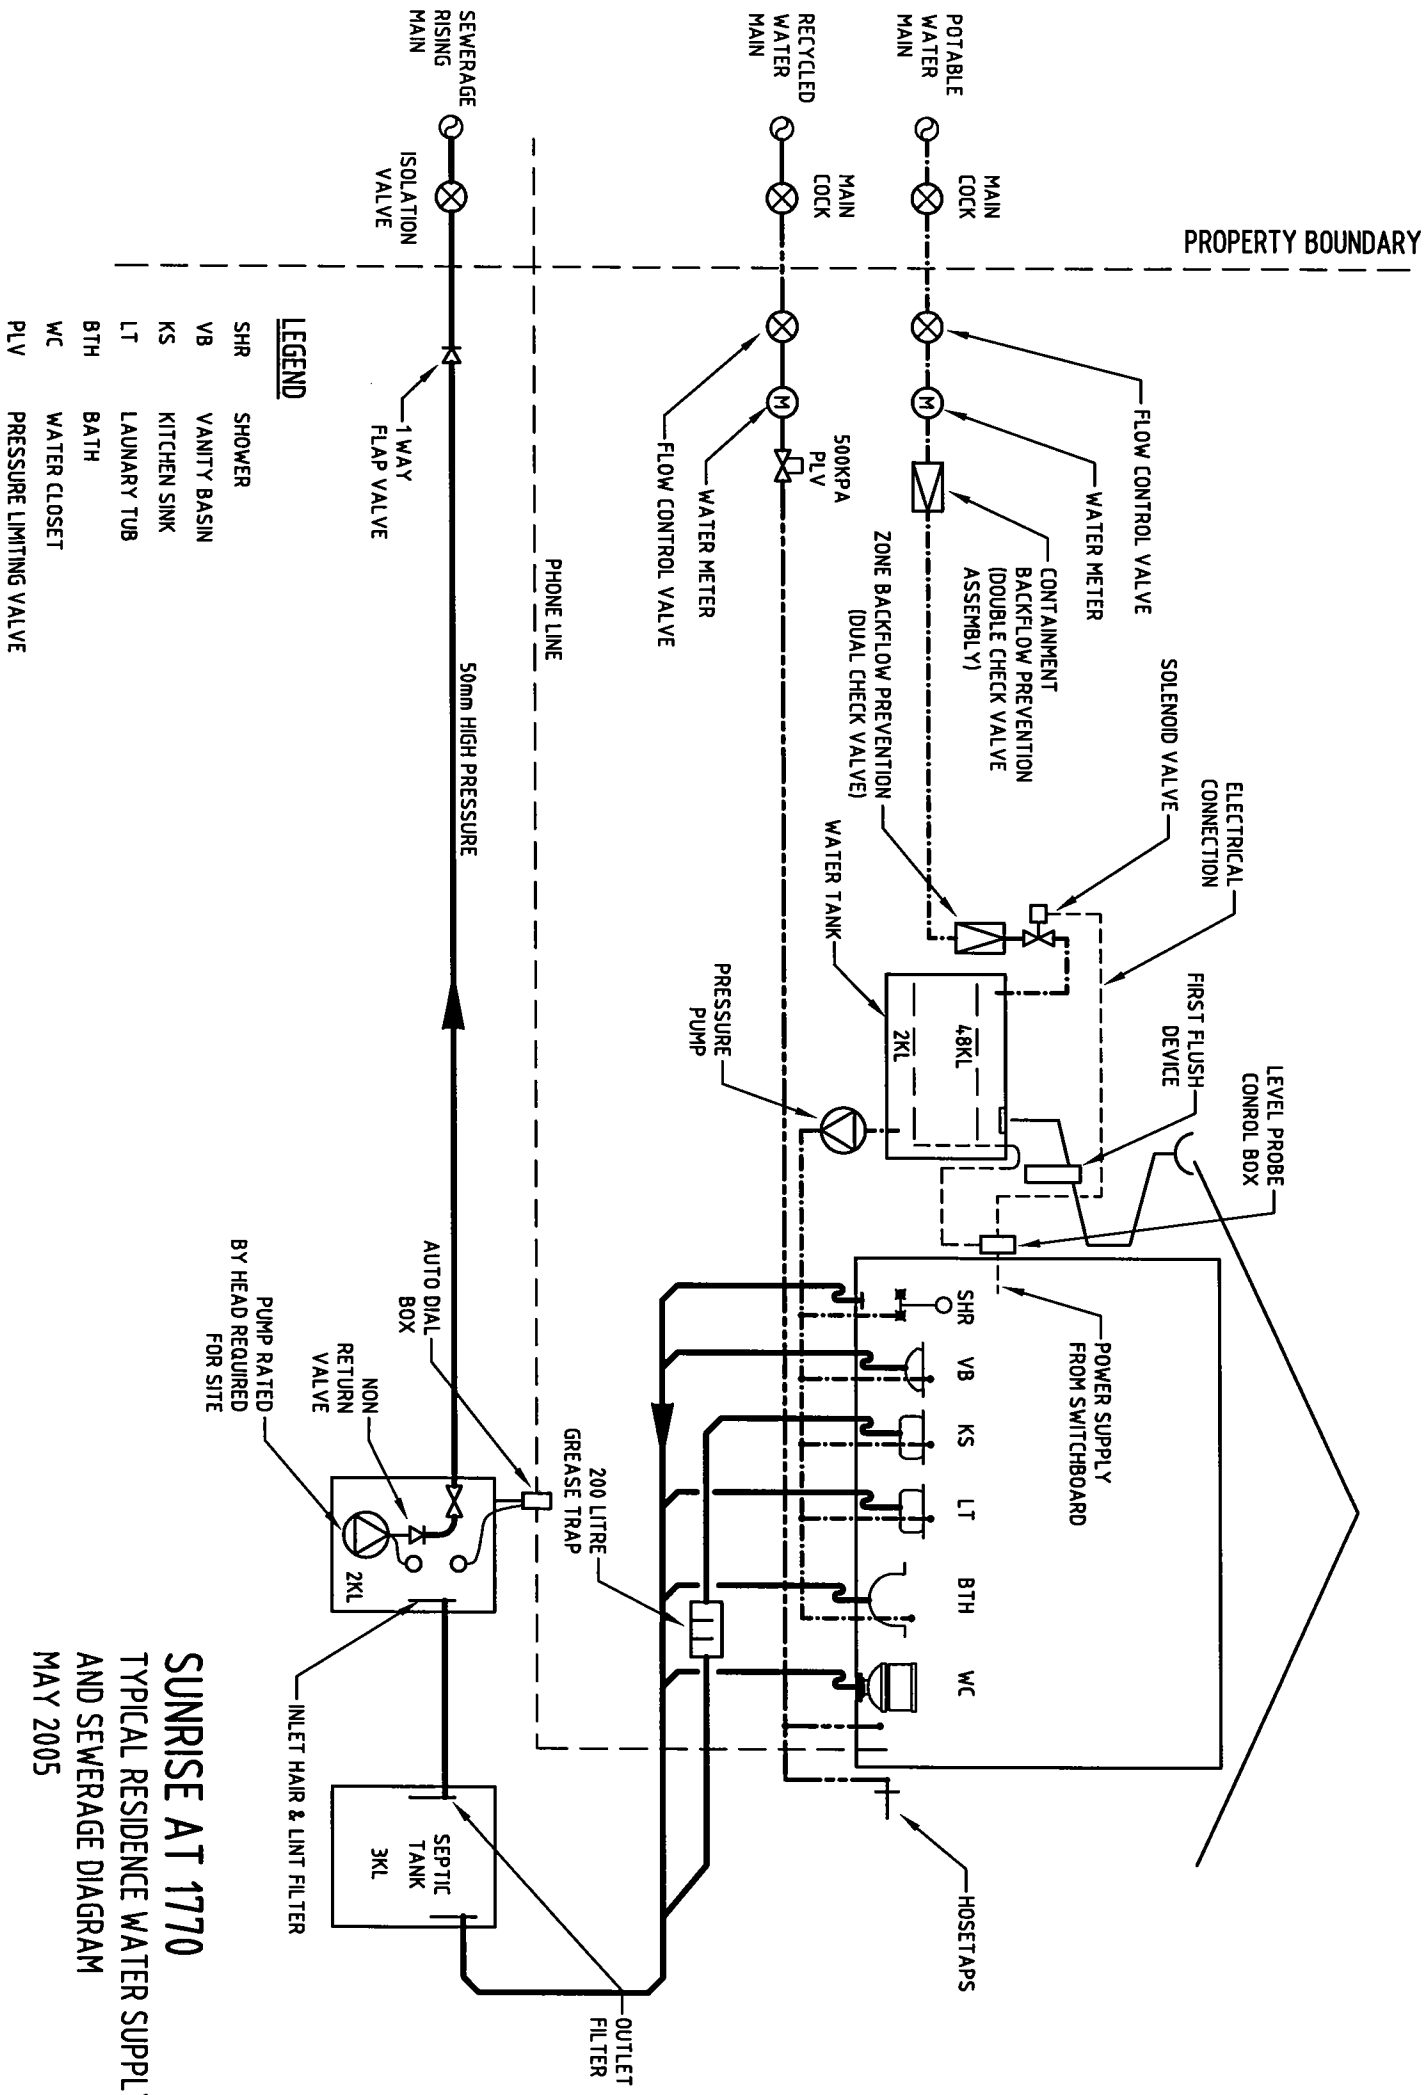 PROPERTY BOUNDARY
POTABLE
WATER
MAIN
MAIN
COCK
FLOW CONTROL VALVE
WATER METER
CONTAINMENT
BACKFLOW PREVENTION
(DOUBLE CHECK VALVE
ASSEMBLY)
SOLENOID VALVE
ELECTRICAL
CONNECTION
FIRST FLUSH
DEVICE
LEVEL PROBE
CONROL BOX
ZONE BACKFLOW PREVENTION
(DUAL CHECK VALVE)
WATER TANK
48KL
2KL
PRESSURE
PUMP
POWER SUPPLY
FROM SWITCHBOARD
SHR
VB
KS
LT
BTH
WC
HOSETAPS
RECYCLED
WATER
MAIN
MAIN
COCK
M
M
500KPA
PLV
WATER METER
FLOW CONTROL VALVE
PHONE LINE
200 LITRE
GREASE TRAP
SEWERAGE
RISING
MAIN
ISOLATION
VALVE
1 WAY
FLAP VALVE
50mm HIGH PRESSURE
AUTO DIAL
BOX
NON
RETURN
VALVE
PUMP RATED
BY HEAD REQUIRED
FOR SITE
2KL
INLET HAIR & LINT FILTER
SEPTIC
TANK
3KL
OUTLET
FILTER
LEGEND
SHR SHOWER
VB VANITY BASIN
KS KITCHEN SINK
LT LAUNARY TUB
BTH BATH
WC WATER CLOSET
PLV PRESSURE LIMITING VALVE
SUNRISE AT 1770
TYPICAL RESIDENCE WATER SUPPLY
AND SEWERAGE DIAGRAM
MAY 2005